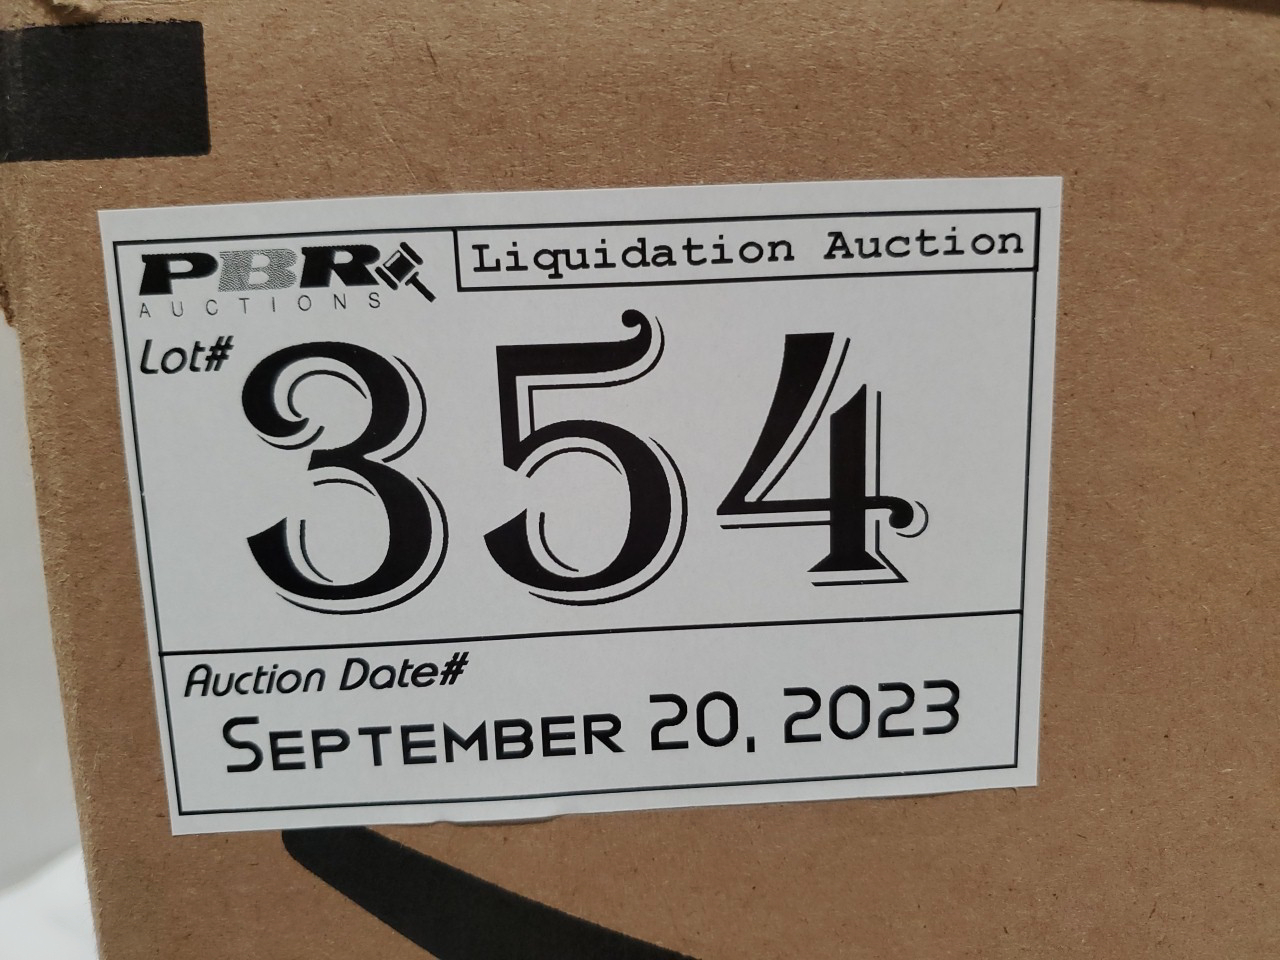 PBR
AUCTIONS
Liquidation Auction
Lot#
354
Auction Date#
September 20, 2023